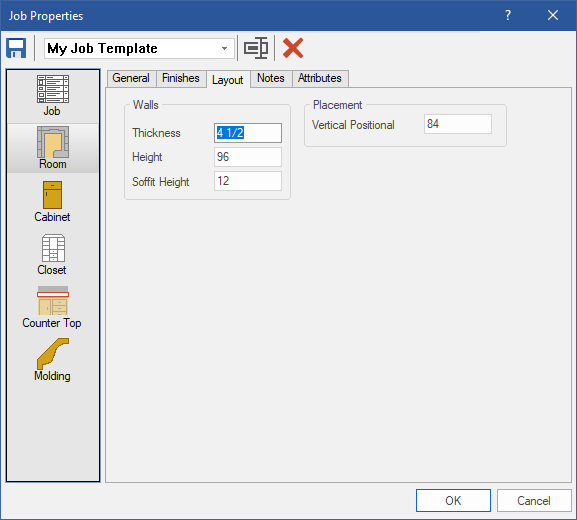 Job Properties ?
My Job Template
General Finishes Layout Notes Attributes
Job
Room
Cabinet
Closet
Counter Top
Molding
Walls
Thickness 4 1/2
Height 96
Soffit Height 12
Placement
Vertical Positional 84
OK Cancel